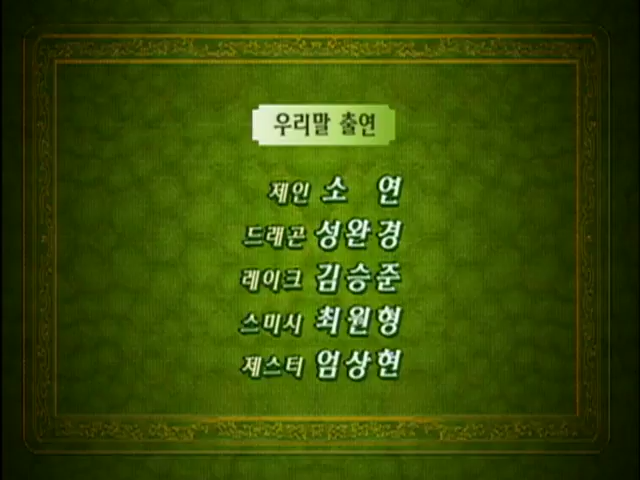 우리말 출연
제인 소 연
드래곤 성완경
레이크 김승준
스미시 최원형
제스터 엄상현